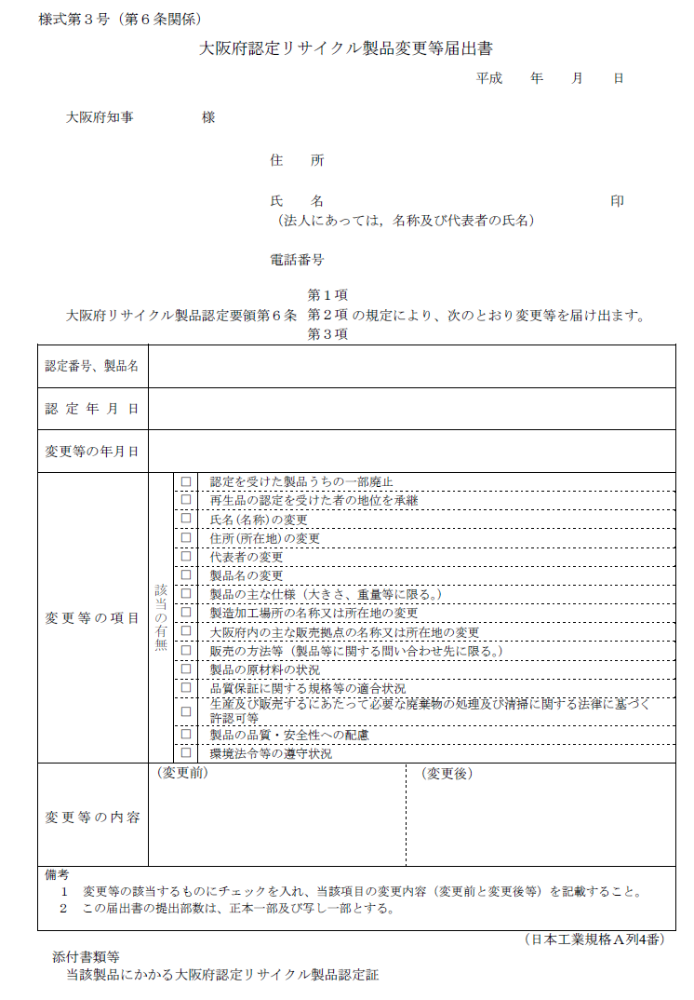 様式第３号（第６条関係）
大阪府認定リサイクル製品変更等届出書
平成　　年　　月　　日
大阪府知事　　　　　様
住　　所
氏　　名　　　　　　　　　　　　　　　　　　　　　印
（法人にあっては，名称及び代表者の氏名）
電話番号
第１項
大阪府リサイクル製品認定要領第６条　第２項 の規定により、次のとおり変更等を届け出ます。
第３項
認定番号、製品名
認 定 年 月 日
変更等の年月日
変 更 等 の 項 目
該当の有無
□　認定を受けた製品うちの一部廃止
□　再生品の認定を受けた者の地位を承継
□　氏名(名称)の変更
□　住所(所在地)の変更
□　代表者の変更
□　製品名の変更
□　製品の主な仕様（大きさ、重量等に限る。）
□　製造加工場所の名称又は所在地の変更
□　大阪府内の主な販売拠点の名称又は所在地の変更
□　販売の方法等（製品等に関する問い合わせ先に限る。）
□　製品の原材料の状況
□　品質保証に関する規格等の適合状況
□　生産及び販売するにあたって必要な廃棄物の処理及び清掃に関する法律に基づく
許認可等
□　製品の品質・安全性への配慮
□　環境法令等の遵守状況
変 更 等 の 内 容
（変更前）　（変更後）
備考
１　変更等の該当するものにチェックを入れ、当該項目の変更内容（変更前と変更後等）を記載すること。
２　この届出書の提出部数は、正本一部及び写し一部とする。
（日本工業規格Ａ列4番）
添付書類等
当該製品にかかる大阪府認定リサイクル製品認定証